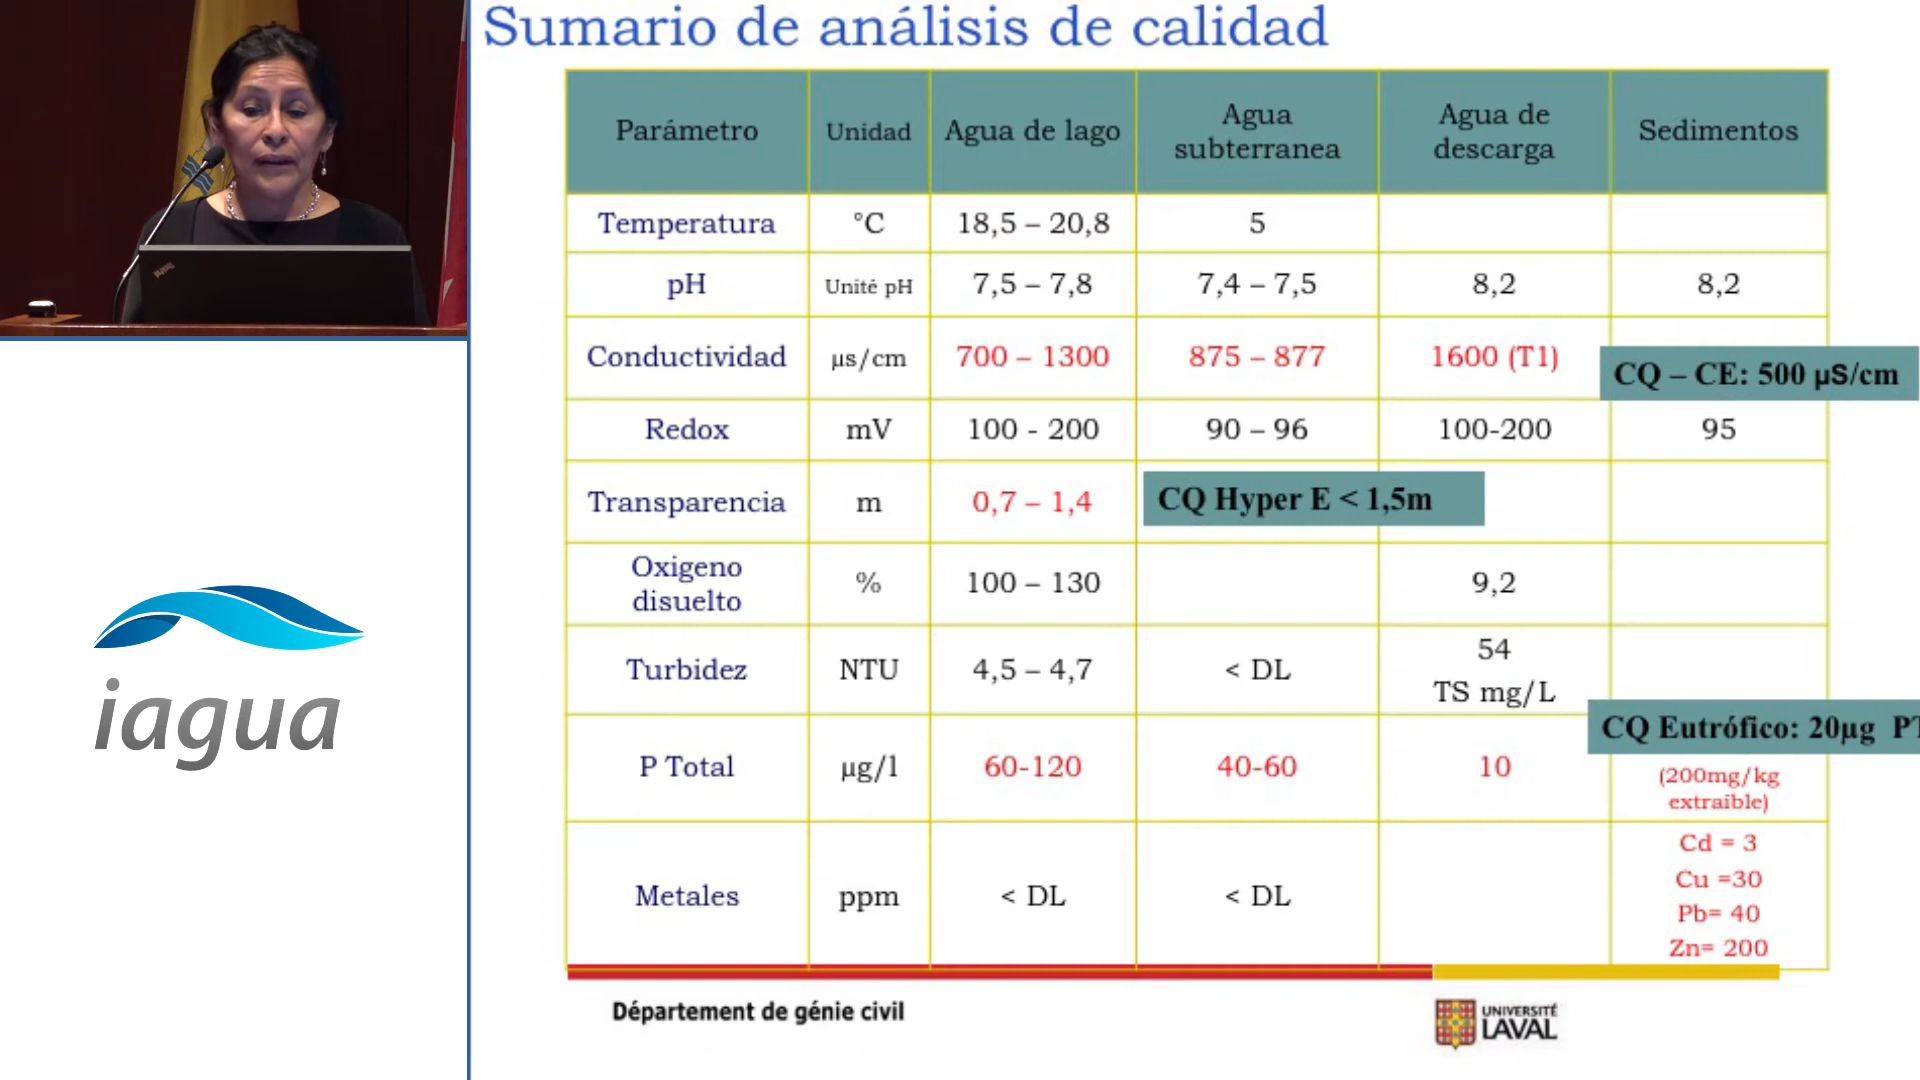 Sumario de análisis de calidad
Parámetro
Unidad
Agua de lago
Agua
subterranea
Agua de
descarga
Sedimentos
Temperatura
°C
18,5 – 20,8
5
pH
Unité pH
7,5 – 7,8
7,4 – 7,5
8,2
8,2
Conductividad
µs/cm
700 – 1300
875 – 877
1600 (T1)
CQ – CE: 500 µS/cm
Redox
mV
100 - 200
90 – 96
100-200
95
Transparencia
m
0,7 – 1,4
CQ Hyper E < 1,5m
Oxigeno
disuelto
%
100 – 130
9,2
Turbidez
NTU
4,5 – 4,7
< DL
54
TS mg/L
CQ Eutrófico: 20µg PT
P Total
µg/l
60-120
40-60
10
(200mg/kg
extraible)
Metales
ppm
< DL
< DL
Cd = 3
Cu =30
Pb= 40
Zn= 200
Département de génie civil
UNIVERSITÉ
LAVAL
iagua